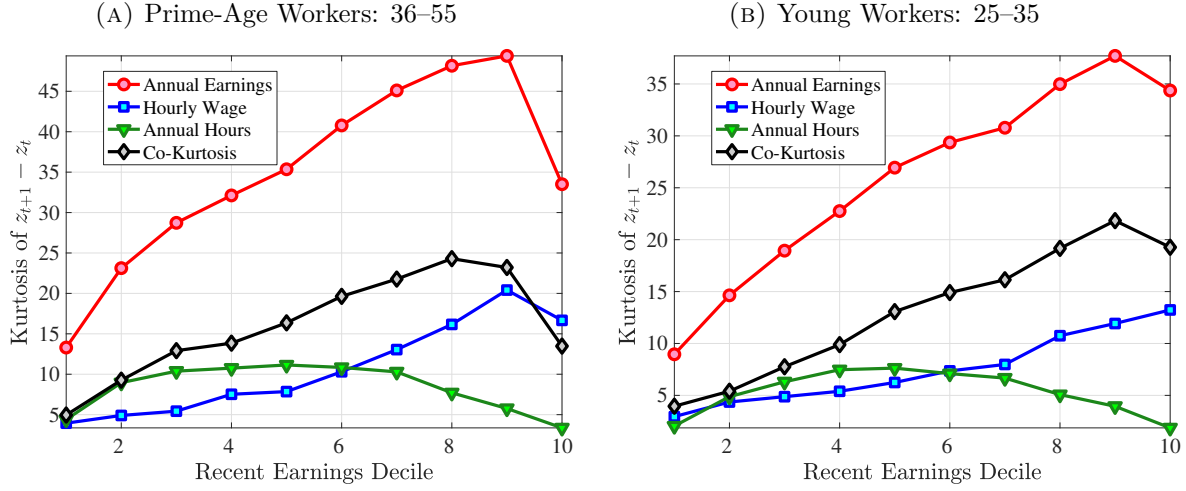 (A) Prime-Age Workers: 36–55
Kurtosis of z_{t+1} − z_t
45
40
35
30
25
20
15
10
5
Annual Earnings
Hourly Wage
Annual Hours
Co-Kurtosis
2 4 6 8 10
Recent Earnings Decile
(B) Young Workers: 25–35
Kurtosis of z_{t+1} − z_t
35
30
25
20
15
10
5
Annual Earnings
Hourly Wage
Annual Hours
Co-Kurtosis
2 4 6 8 10
Recent Earnings Decile